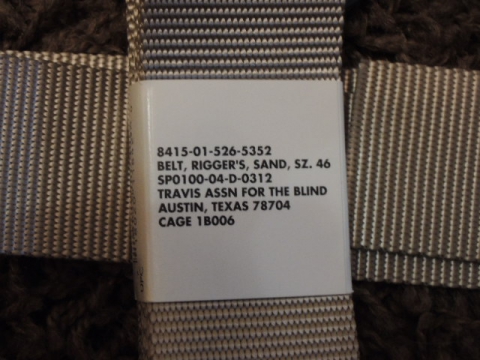 8415-01-526-5352
BELT, RIGGER'S, SAND, SZ. 46
SP0100-04-D-0312
TRAVIS ASSN FOR THE BLIND
AUSTIN, TEXAS 78704
CAGE 1B006